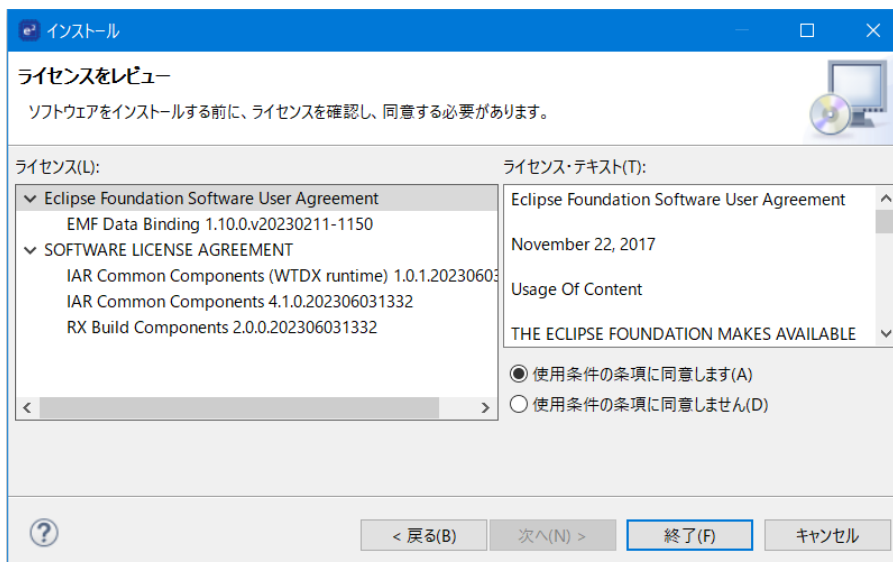 e² インストール
ライセンスをレビュー
ソフトウェアをインストールする前に、ライセンスを確認し、同意する必要があります。
ライセンス(L):
Eclipse Foundation Software User Agreement
EMF Data Binding 1.10.0.v20230211-1150
SOFTWARE LICENSE AGREEMENT
IAR Common Components (WTDX runtime) 1.0.1.20230603
IAR Common Components 4.1.0.202306031332
RX Build Components 2.0.0.202306031332
ライセンス・テキスト(T):
Eclipse Foundation Software User Agreement
November 22, 2017
Usage Of Content
THE ECLIPSE FOUNDATION MAKES AVAILABLE
使用条件の条項に同意します(A)
使用条件の条項に同意しません(D)
?
< 戻る(B)
次へ(N) >
終了(F)
キャンセル